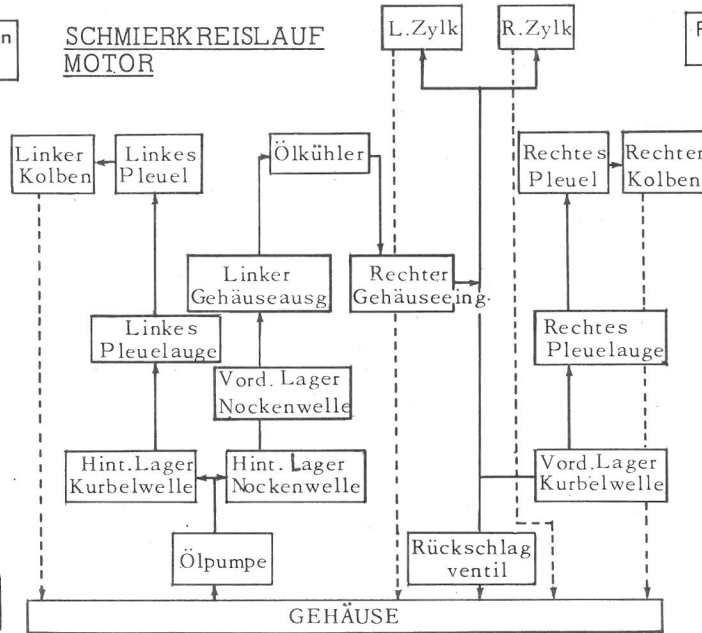 n
SCHMIERKREISLAUF
MOTOR
L.Zylk
R.Zylk
F
Linker
Kolben
Linkes
Pleuel
Ölkühler
Rechtes
Pleuel
Rechter
Kolben
Linker
Gehäuseausg
Rechter
Gehäuseeing.
Linkes
Pleuelauge
Rechtes
Pleuelauge
Vord. Lager
Nockenwelle
Hint. Lager
Kurbelwelle
Hint. Lager
Nockenwelle
Vord. Lager
Kurbelwelle
Ölpumpe
Rückschlag
ventil
GEHÄUSE